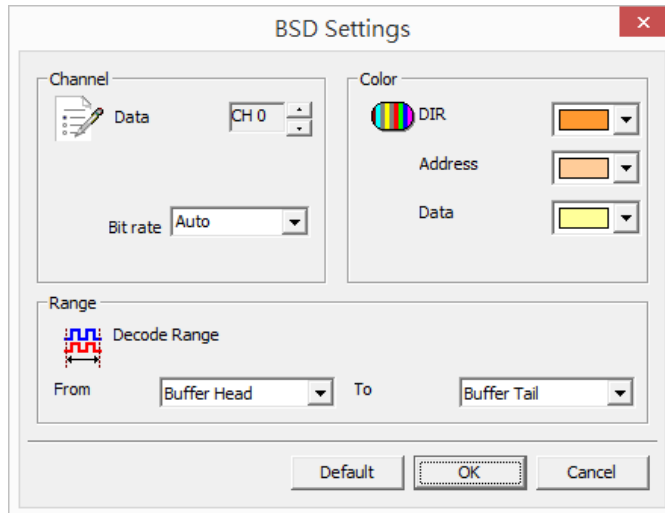 BSD Settings
Channel
Data
CH 0
Bit rate
Auto
Color
DIR
Address
Data
Range
Decode Range
From
Buffer Head
To
Buffer Tail
Default
OK
Cancel